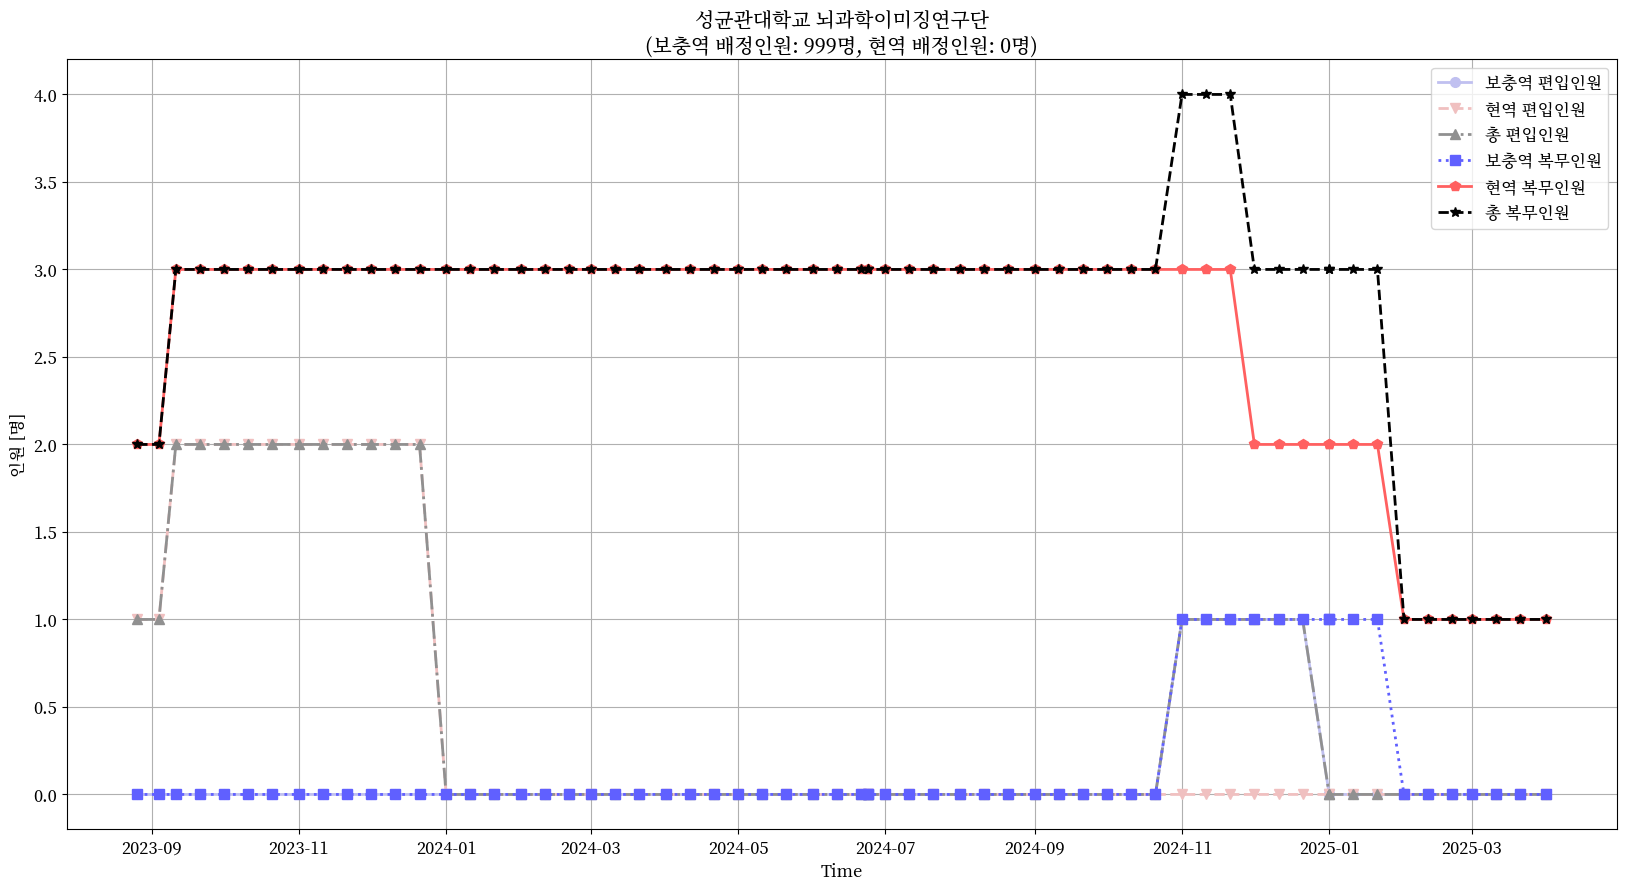 성균관대학교 뇌과학이미징연구단
(보충역 배정인원: 999명, 현역 배정인원: 0명)
보충역 편입인원
현역 편입인원
총 편입인원
보충역 복무인원
현역 복무인원
총 복무인원
인원 [명]
4.0
3.5
3.0
2.5
2.0
1.5
1.0
0.5
0.0
2023-09 2023-11 2024-01 2024-03 2024-05 2024-07 2024-09 2024-11 2025-01 2025-03
Time